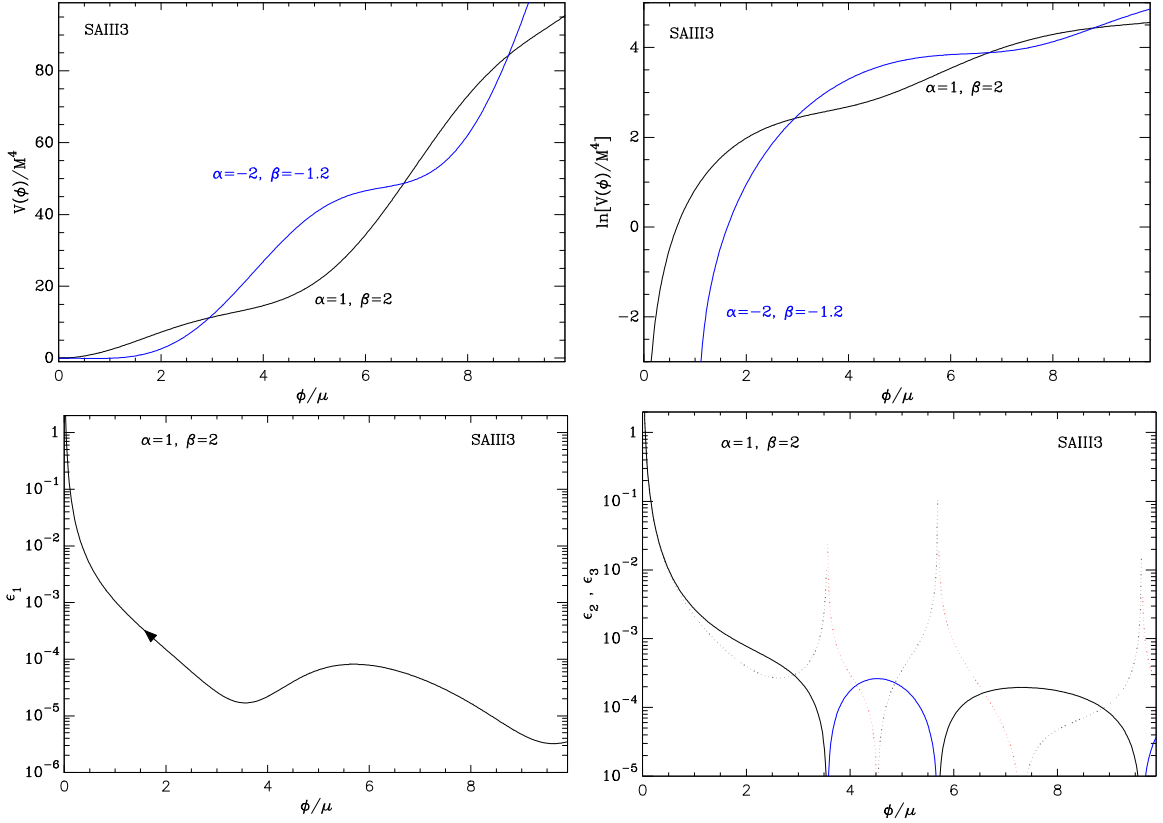 SAIII3
V(ϕ)/M⁴
80
60
40
20
0
α=−2, β=−1.2
α=1, β=2
0 2 4 6 8
ϕ/μ
SAIII3
ln[V(ϕ)/M⁴]
4
2
0
−2
α=1, β=2
α=−2, β=−1.2
0 2 4 6 8
ϕ/μ
α=1, β=2 SAIII3
ϵ₁
1
10⁻¹
10⁻²
10⁻³
10⁻⁴
10⁻⁵
10⁻⁶
0 2 4 6 8
ϕ/μ
α=1, β=2 SAIII3
ϵ₂ , ϵ₃
1
10⁻¹
10⁻²
10⁻³
10⁻⁴
10⁻⁵
0 2 4 6 8
ϕ/μ